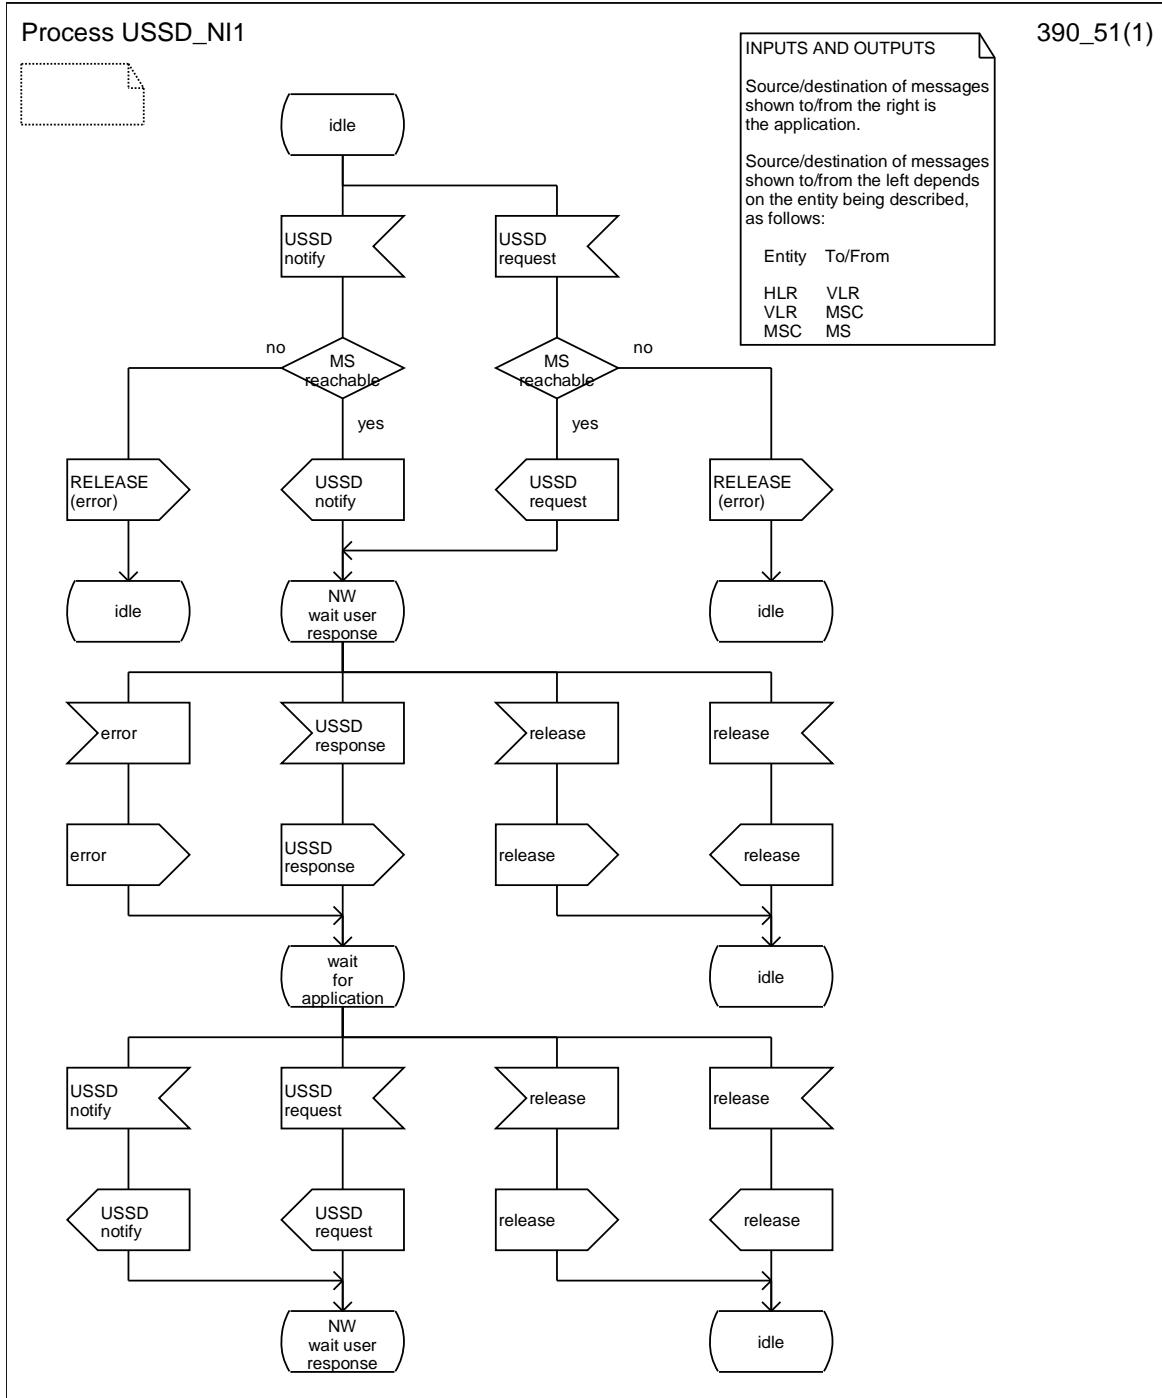 Process USSD_NI1
390_51(1)
INPUTS AND OUTPUTS
Source/destination of messages
shown to/from the right is
the application.
Source/destination of messages
shown to/from the left depends
on the entity being described,
as follows:
Entity To/From
HLR VLR
VLR MSC
MSC MS
idle
USSD
notify
USSD
request
no
MS
reachable
yes
MS
reachable
no
yes
RELEASE
(error)
USSD
notify
USSD
request
RELEASE
(error)
idle
NW
wait user
response
idle
error
USSD
response
release
release
error
USSD
response
release
release
wait
for
application
idle
USSD
notify
USSD
request
release
release
USSD
notify
USSD
request
release
release
NW
wait user
response
idle